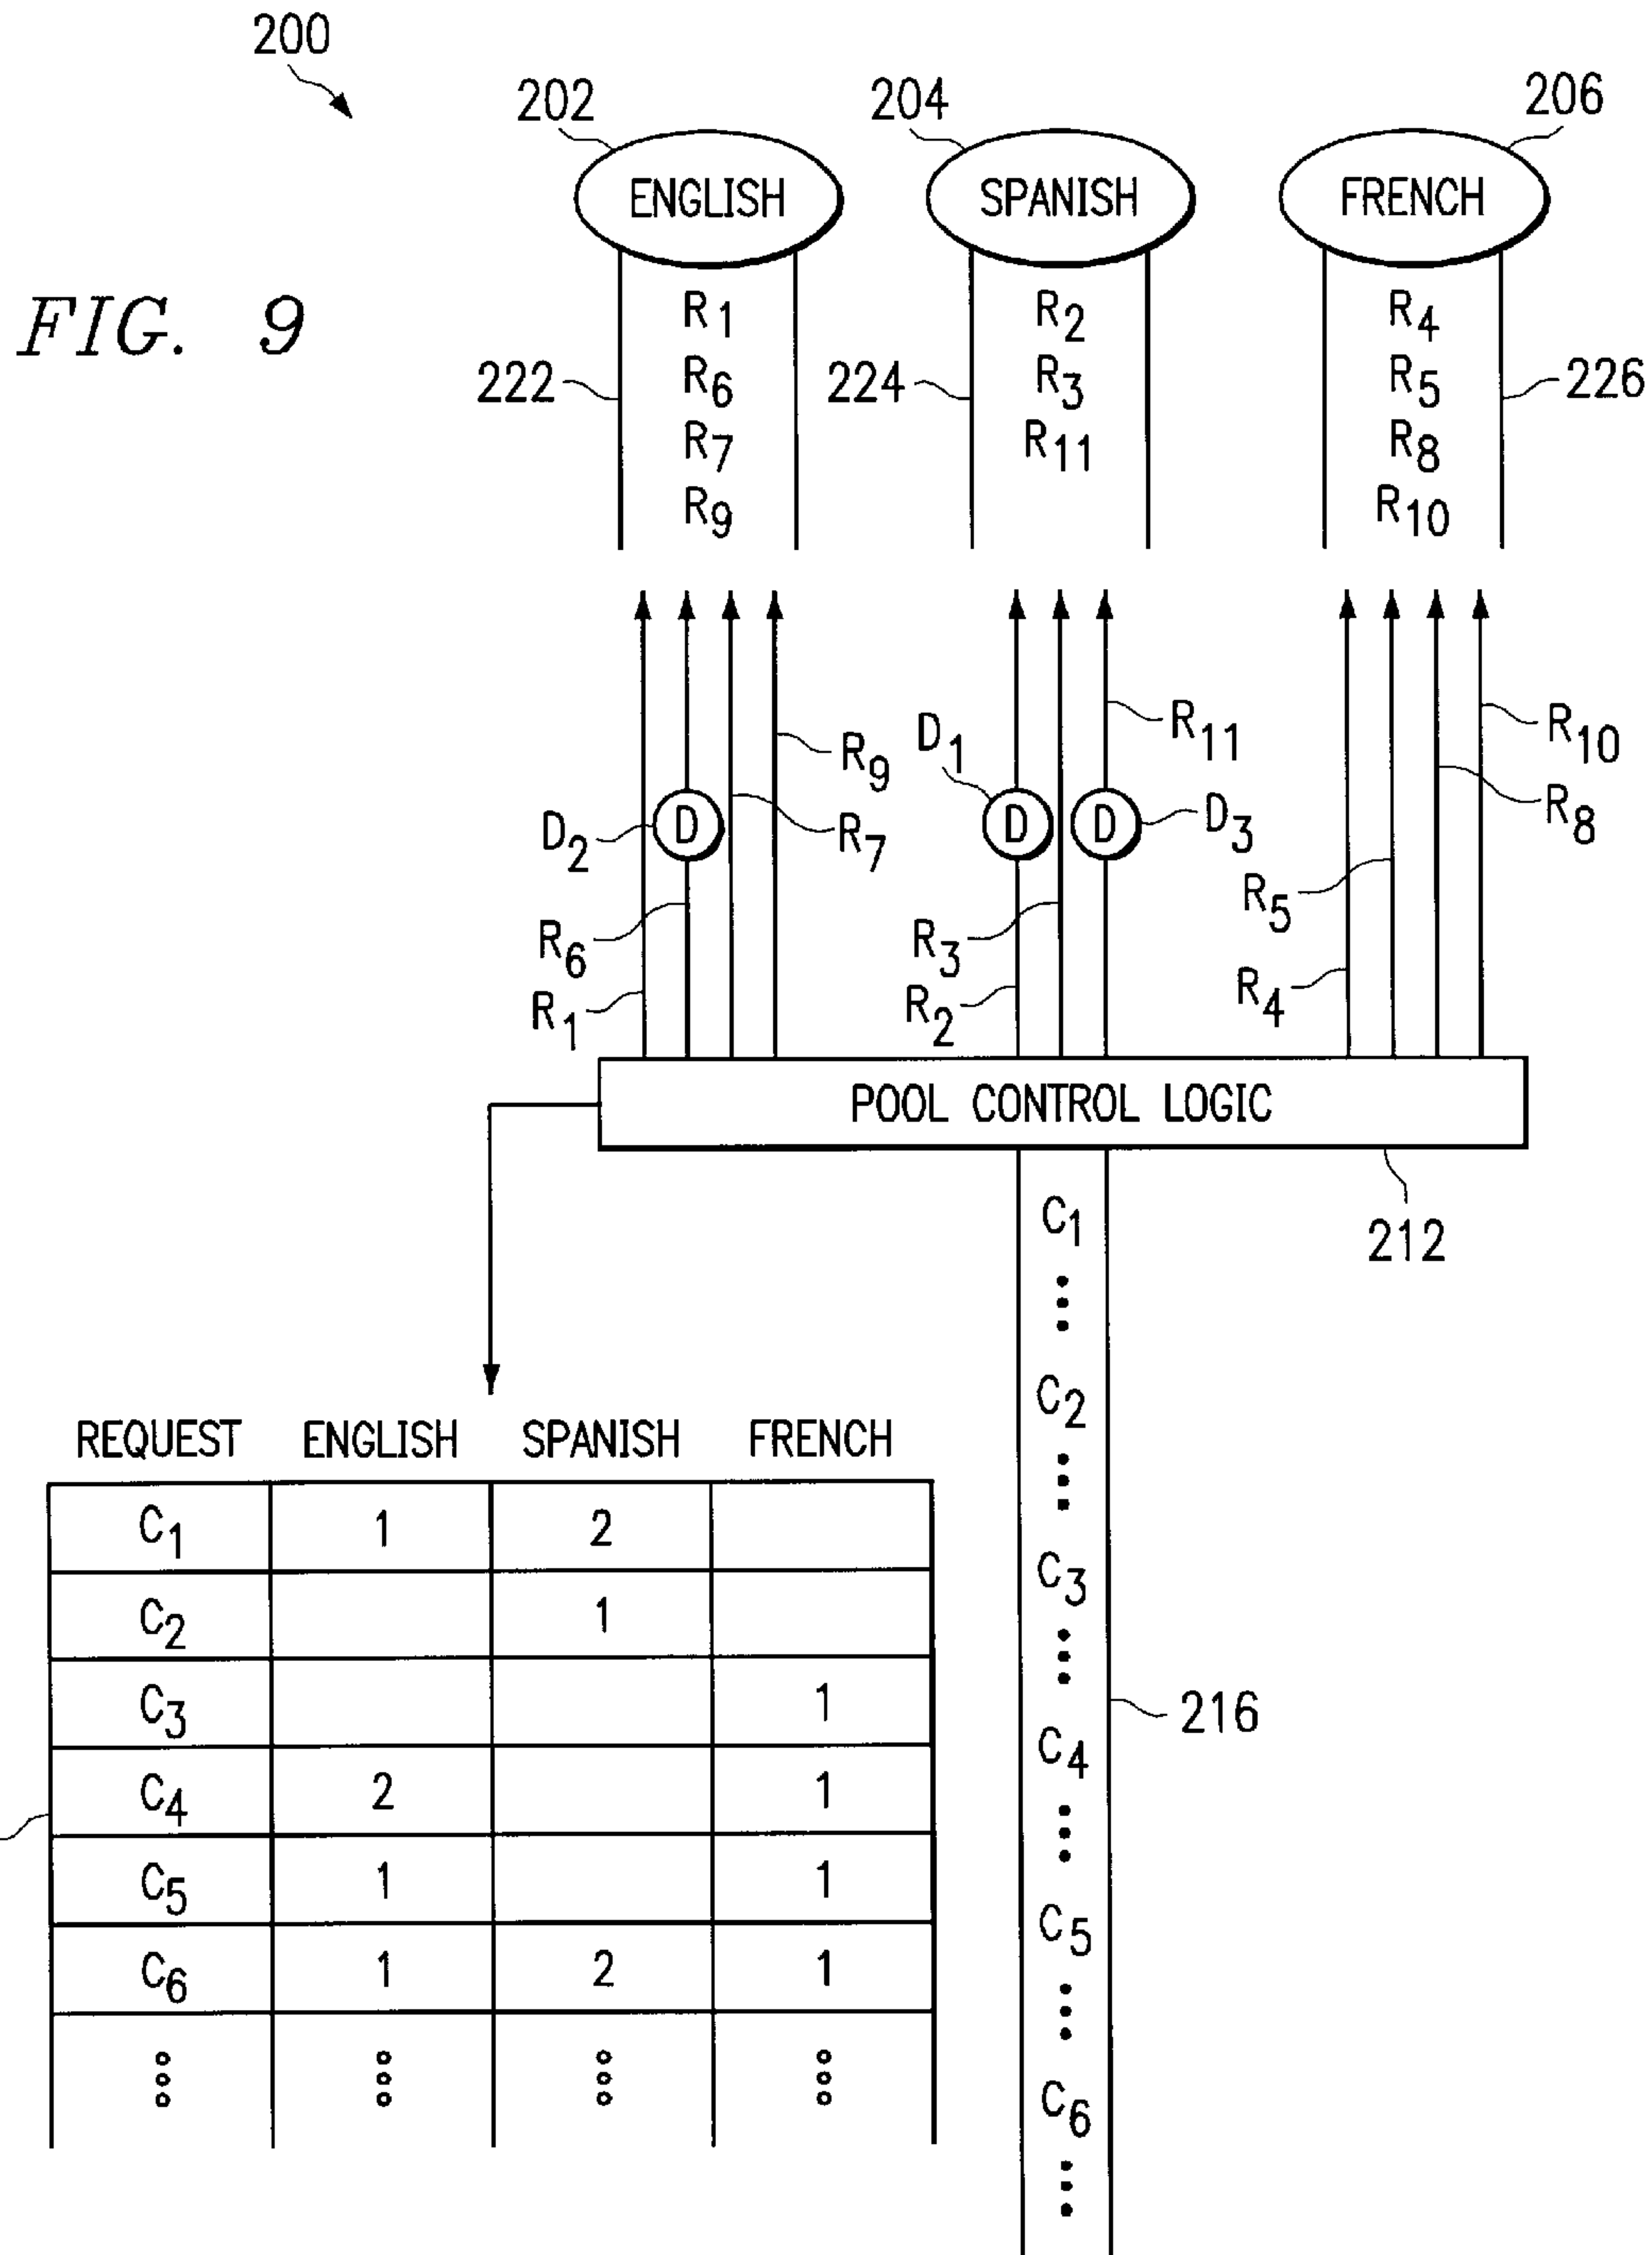 200
202
204
206
ENGLISH
SPANISH
FRENCH
FIG. 9
222
224
226
R1
R6
R7
R9
R2
R3
R11
R4
R5
R8
R10
D2
R6
R1
R9
R7
D1
R3
R2
R11
D3
R5
R4
R10
R8
D
D
D
POOL CONTROL LOGIC
212
C1
C2
C3
C4
C5
C6
216
REQUEST ENGLISH SPANISH FRENCH
C1 1 2
C2 1
C3 1
C4 2 1
C5 1 1
C6 1 2 1